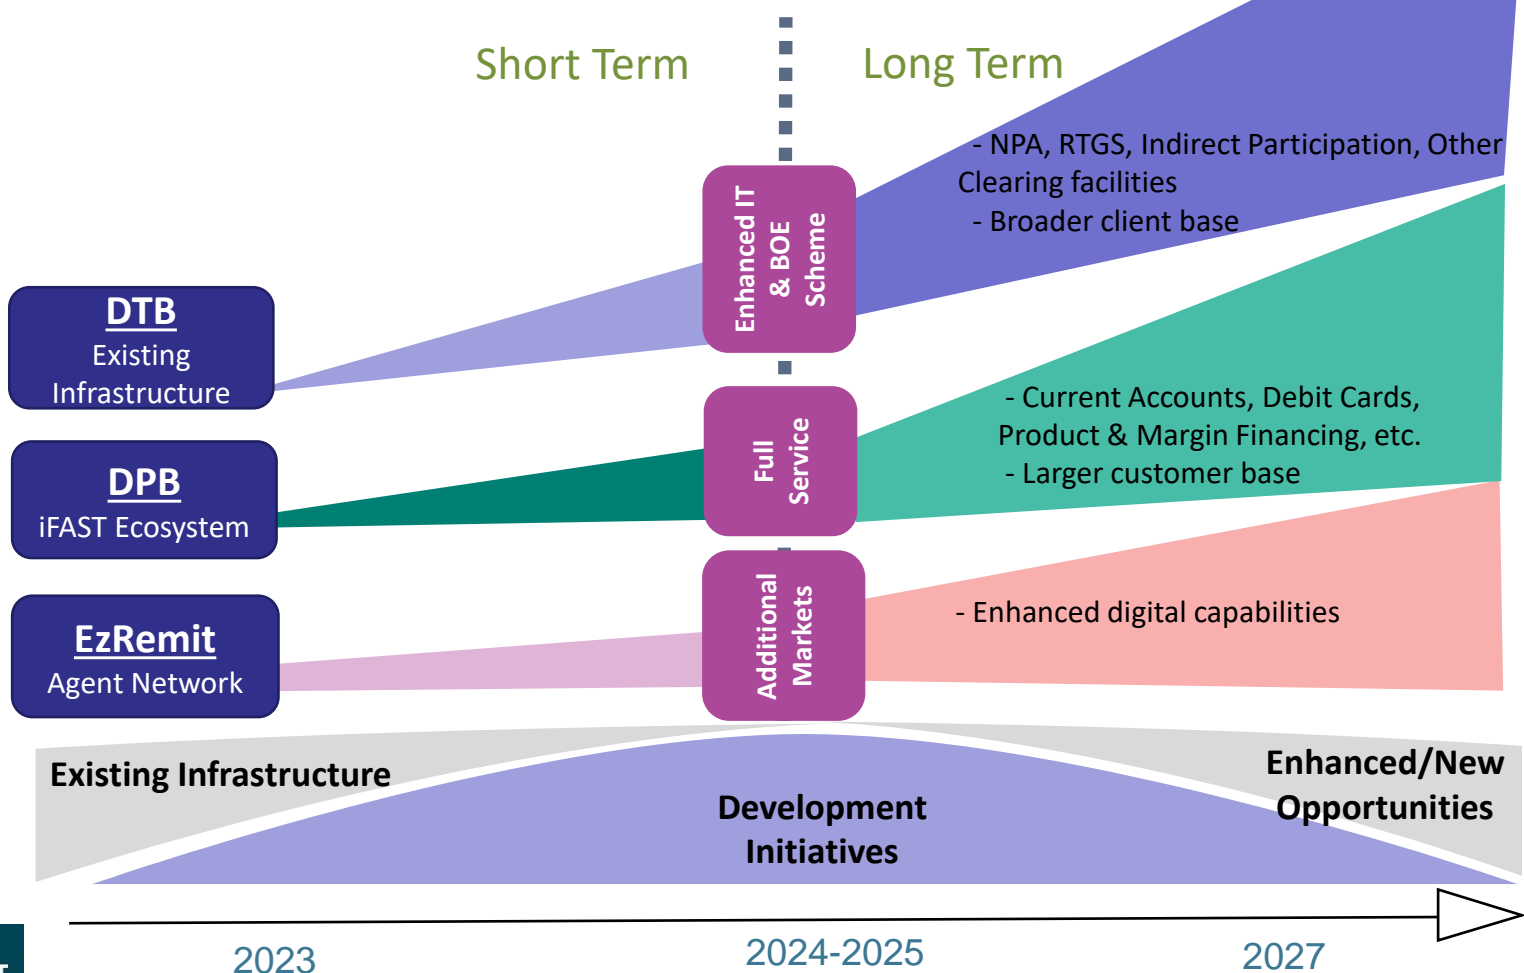 Short Term
Long Term
- NPA, RTGS, Indirect Participation, Other
Clearing facilities
- Broader client base
Enhanced IT
& BOE
Scheme
DTB
Existing
Infrastructure
- Current Accounts, Debit Cards,
Product & Margin Financing, etc.
- Larger customer base
Full
Service
DPB
iFAST Ecosystem
- Enhanced digital capabilities
Additional
Markets
EzRemit
Agent Network
Existing Infrastructure
Development
Initiatives
Enhanced/New
Opportunities
2023
2024-2025
2027